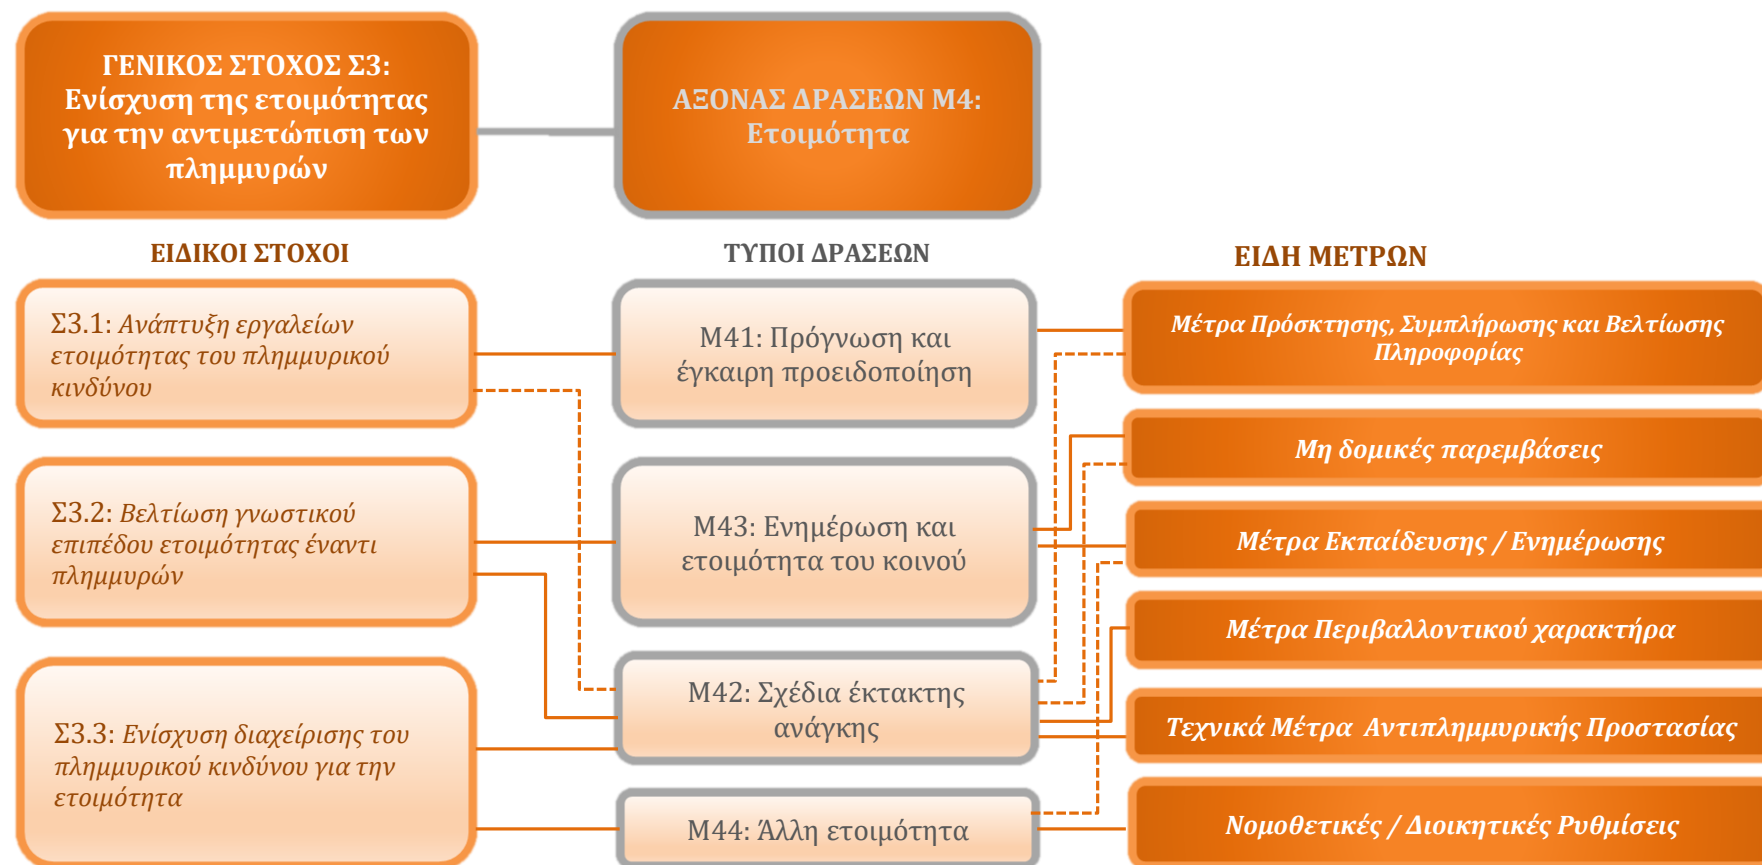 ΓΕΝΙΚΟΣ ΣΤΟΧΟΣ Σ3:
Ενίσχυση της ετοιμότητας
για την αντιμετώπιση των
πλημμυρών
ΑΞΟΝΑΣ ΔΡΑΣΕΩΝ Μ4:
Ετοιμότητα
ΕΙΔΙΚΟΙ ΣΤΟΧΟΙ
ΤΥΠΟΙ ΔΡΑΣΕΩΝ
ΕΙΔΗ ΜΕΤΡΩΝ
Σ3.1: Ανάπτυξη εργαλείων
ετοιμότητας του πλημμυρικού
κινδύνου
Σ3.2: Βελτίωση γνωστικού
επιπέδου ετοιμότητας έναντι
πλημμυρών
Σ3.3: Ενίσχυση διαχείρισης του
πλημμυρικού κινδύνου για την
ετοιμότητα
Μ41: Πρόγνωση και
έγκαιρη προειδοποίηση
Μ43: Ενημέρωση και
ετοιμότητα του κοινού
Μ42: Σχέδια έκτακτης
ανάγκης
Μ44: Άλλη ετοιμότητα
Μέτρα Πρόσκτησης, Συμπλήρωσης και Βελτίωσης
Πληροφορίας
Μη δομικές παρεμβάσεις
Μέτρα Εκπαίδευσης / Ενημέρωσης
Μέτρα Περιβαλλοντικού χαρακτήρα
Τεχνικά Μέτρα Αντιπλημμυρικής Προστασίας
Νομοθετικές / Διοικητικές Ρυθμίσεις